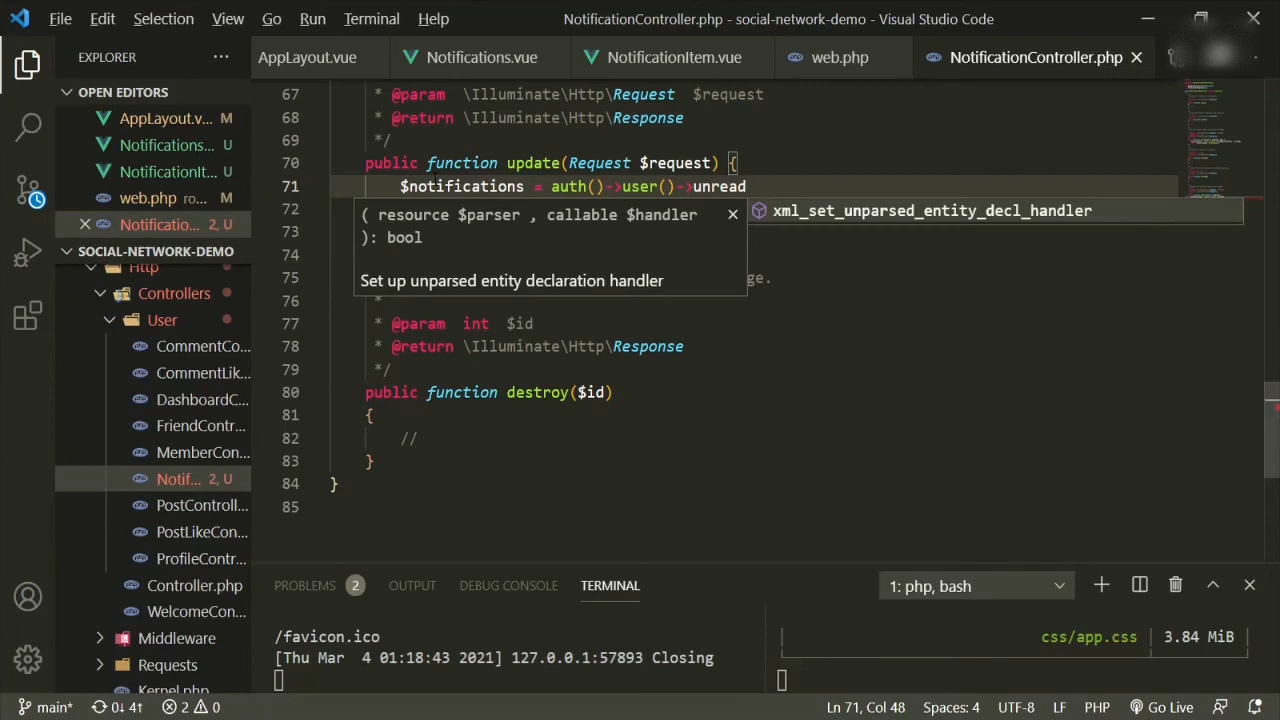 File Edit Selection View Go Run Terminal Help NotificationController.php - social-network-demo - Visual Studio Code
EXPLORER
AppLayout.vue Notifications.vue NotificationItem.vue web.php NotificationController.php
OPEN EDITORS
AppLayout.v... M
Notifications... U
NotificationIt... U
web.php ro... M
Notificatio... 2, U
SOCIAL-NETWORK-DEMO
Http
Controllers
User
CommentCo...
CommentLik...
DashboardC...
FriendContr...
MemberCon...
Notif... 2, U
PostControll...
PostLikeCon...
ProfileContr...
Controller.php
WelcomeCon...
Middleware
Requests
Kernel.php
67 * @param \Illuminate\Http\Request $request
68 * @return \Illuminate\Http\Response
69 */
70 public function update(Request $request) {
71 $notifications = auth()->user()->unread
72
73
74
75 ge.
76 *
77 * @param int $id
78 * @return \Illuminate\Http\Response
79 */
80 public function destroy($id)
81 {
82 //
83 }
84 }
85
( resource $parser , callable $handler
): bool
Set up unparsed entity declaration handler
xml_set_unparsed_entity_decl_handler
PROBLEMS 2 OUTPUT DEBUG CONSOLE TERMINAL 1: php, bash
/favicon.ico
[Thu Mar  4 01:18:43 2021] 127.0.0.1:57893 Closing
css/app.css 3.84 MiB
main* 0↓ 4↑ 2 0 Ln 71, Col 48 Spaces: 4 UTF-8 LF PHP Go Live